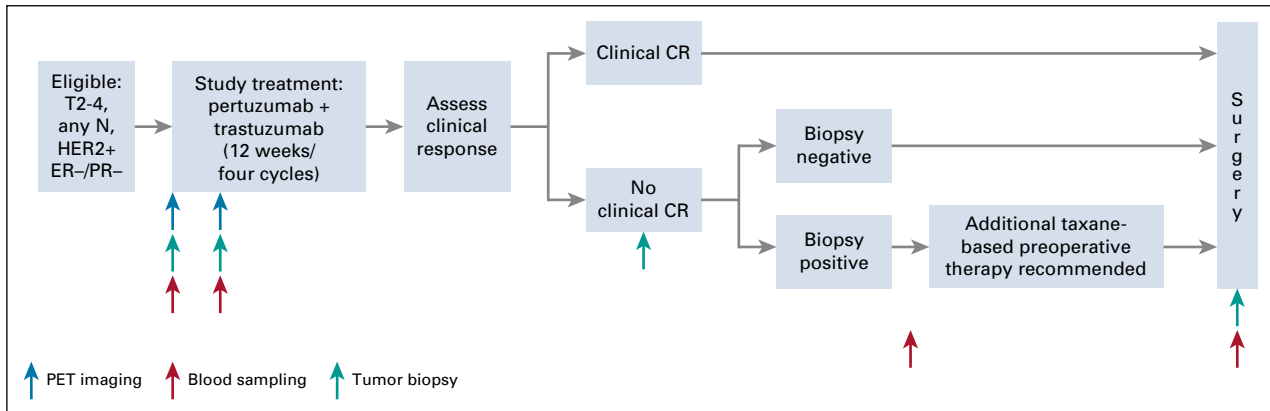 Eligible:
T2-4,
any N,
HER2+
ER–/PR–
Study treatment:
pertuzumab +
trastuzumab
(12 weeks/
four cycles)
Assess
clinical
response
Clinical CR
No
clinical CR
Biopsy
negative
Biopsy
positive
Additional taxane-
based preoperative
therapy recommended
Surgery
PET imaging
Blood sampling
Tumor biopsy